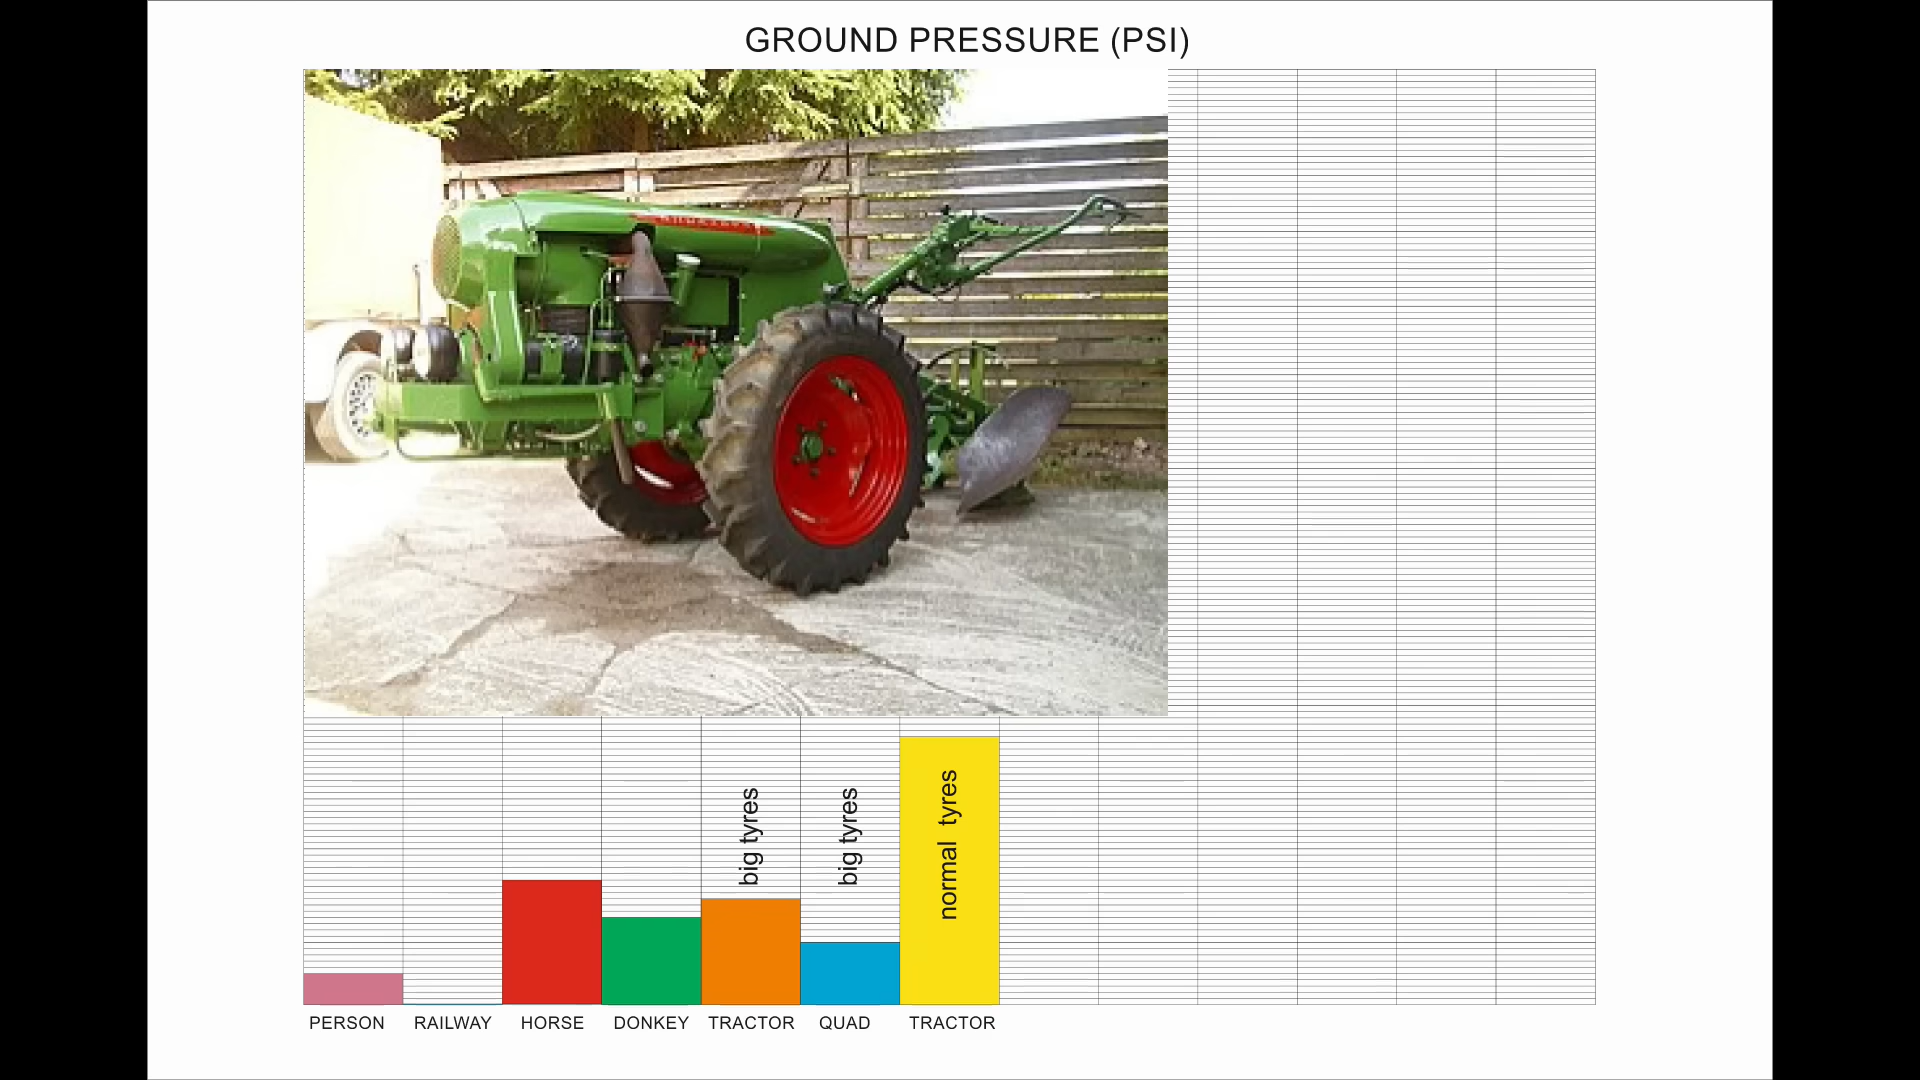 GROUND PRESSURE (PSI)
big tyres
big tyres
normal tyres
PERSON
RAILWAY
HORSE
DONKEY
TRACTOR
QUAD
TRACTOR